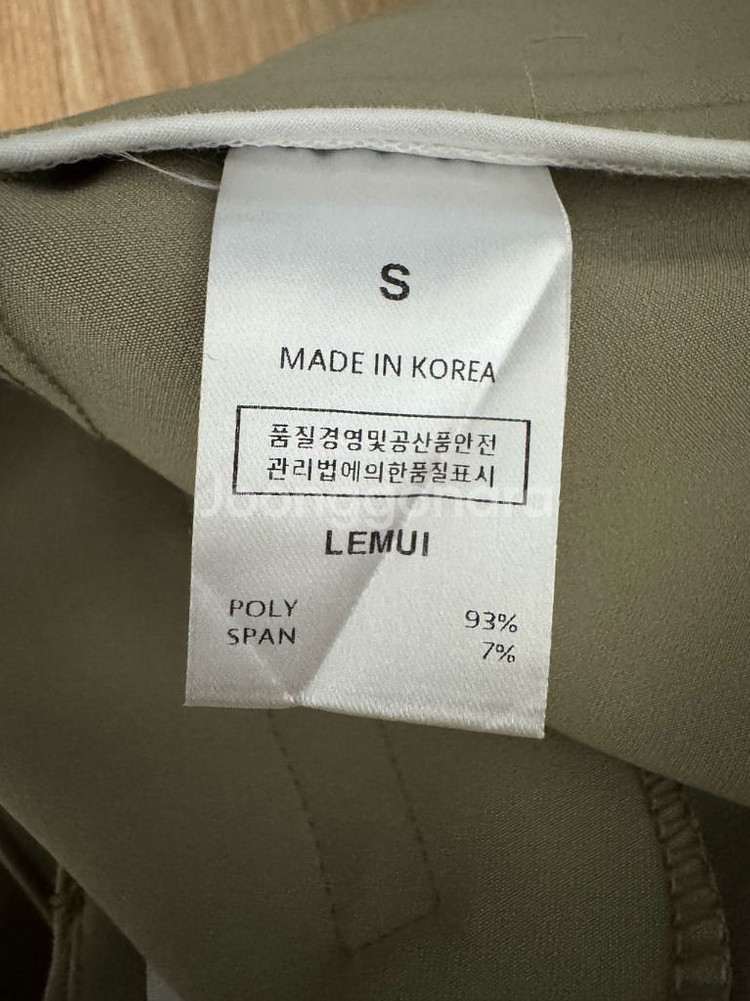 S
MADE IN KOREA
품질경영및공산품안전
관리법에의한품질표시
Joonggonara
LEMUI
POLY 93%
SPAN 7%